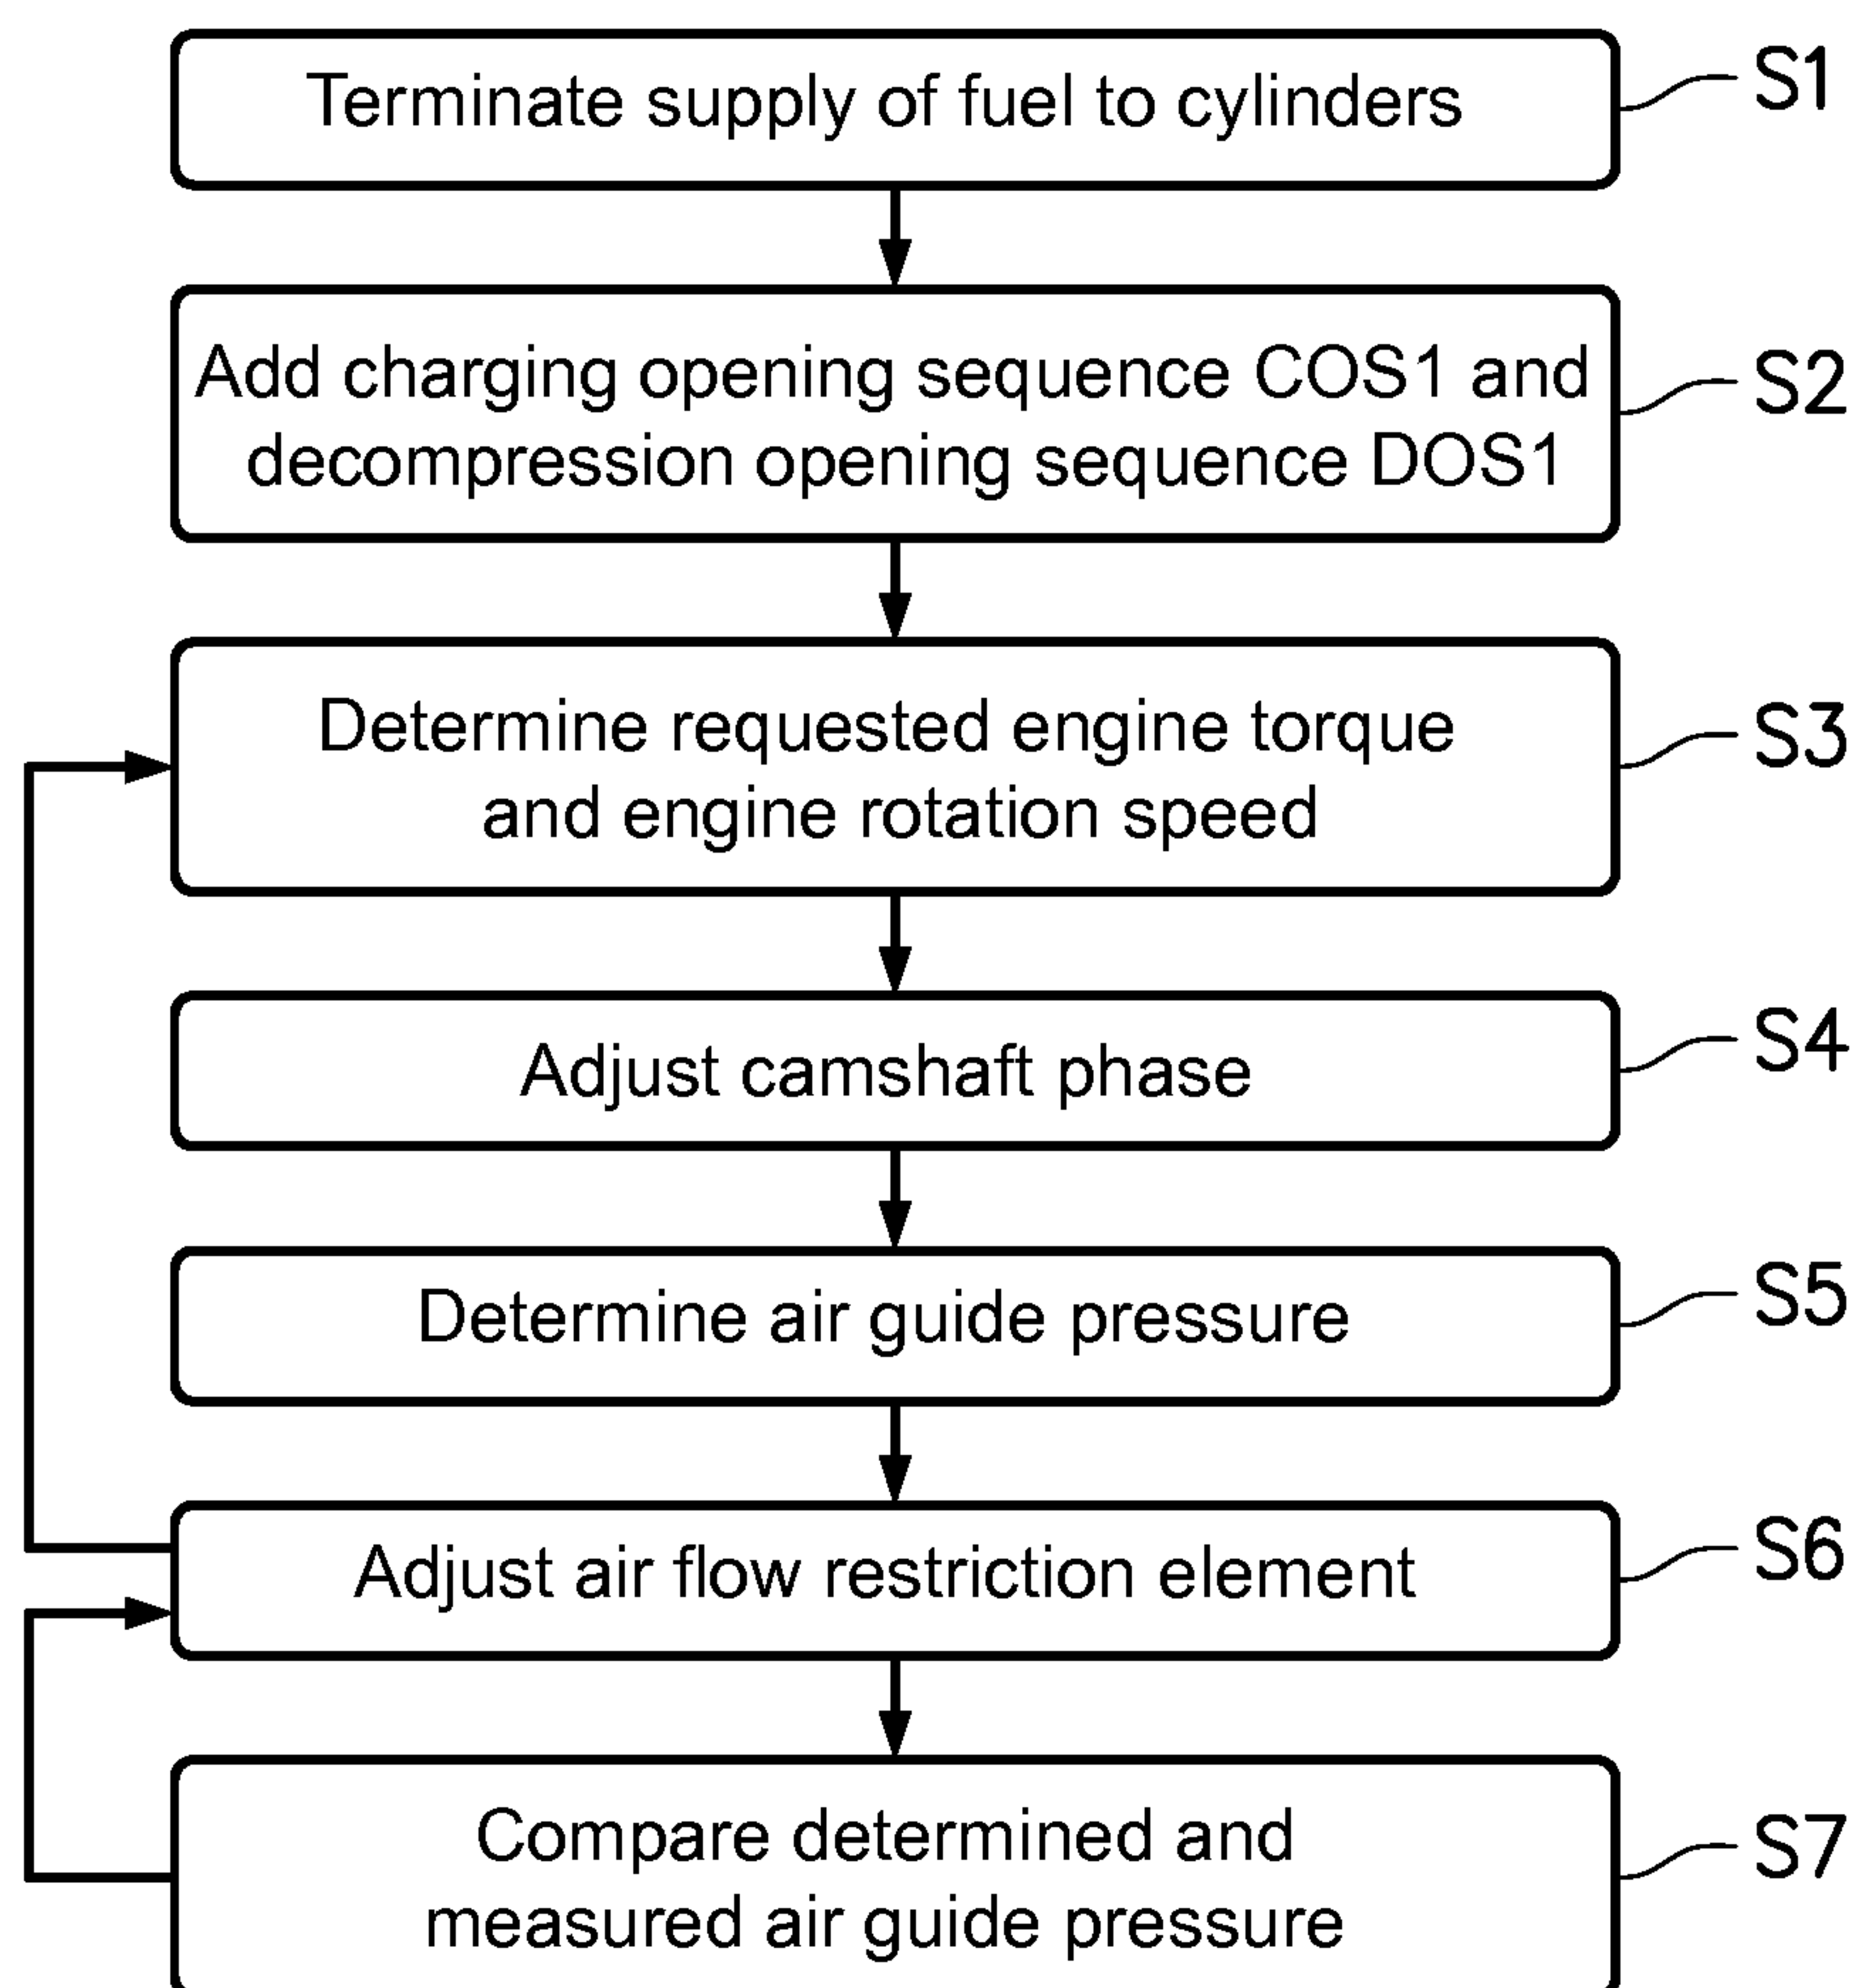 Terminate supply of fuel to cylinders
S1
Add charging opening sequence COS1 and
decompression opening sequence DOS1
S2
Determine requested engine torque
and engine rotation speed
S3
Adjust camshaft phase
S4
Determine air guide pressure
S5
Adjust air flow restriction element
S6
Compare determined and
measured air guide pressure
S7